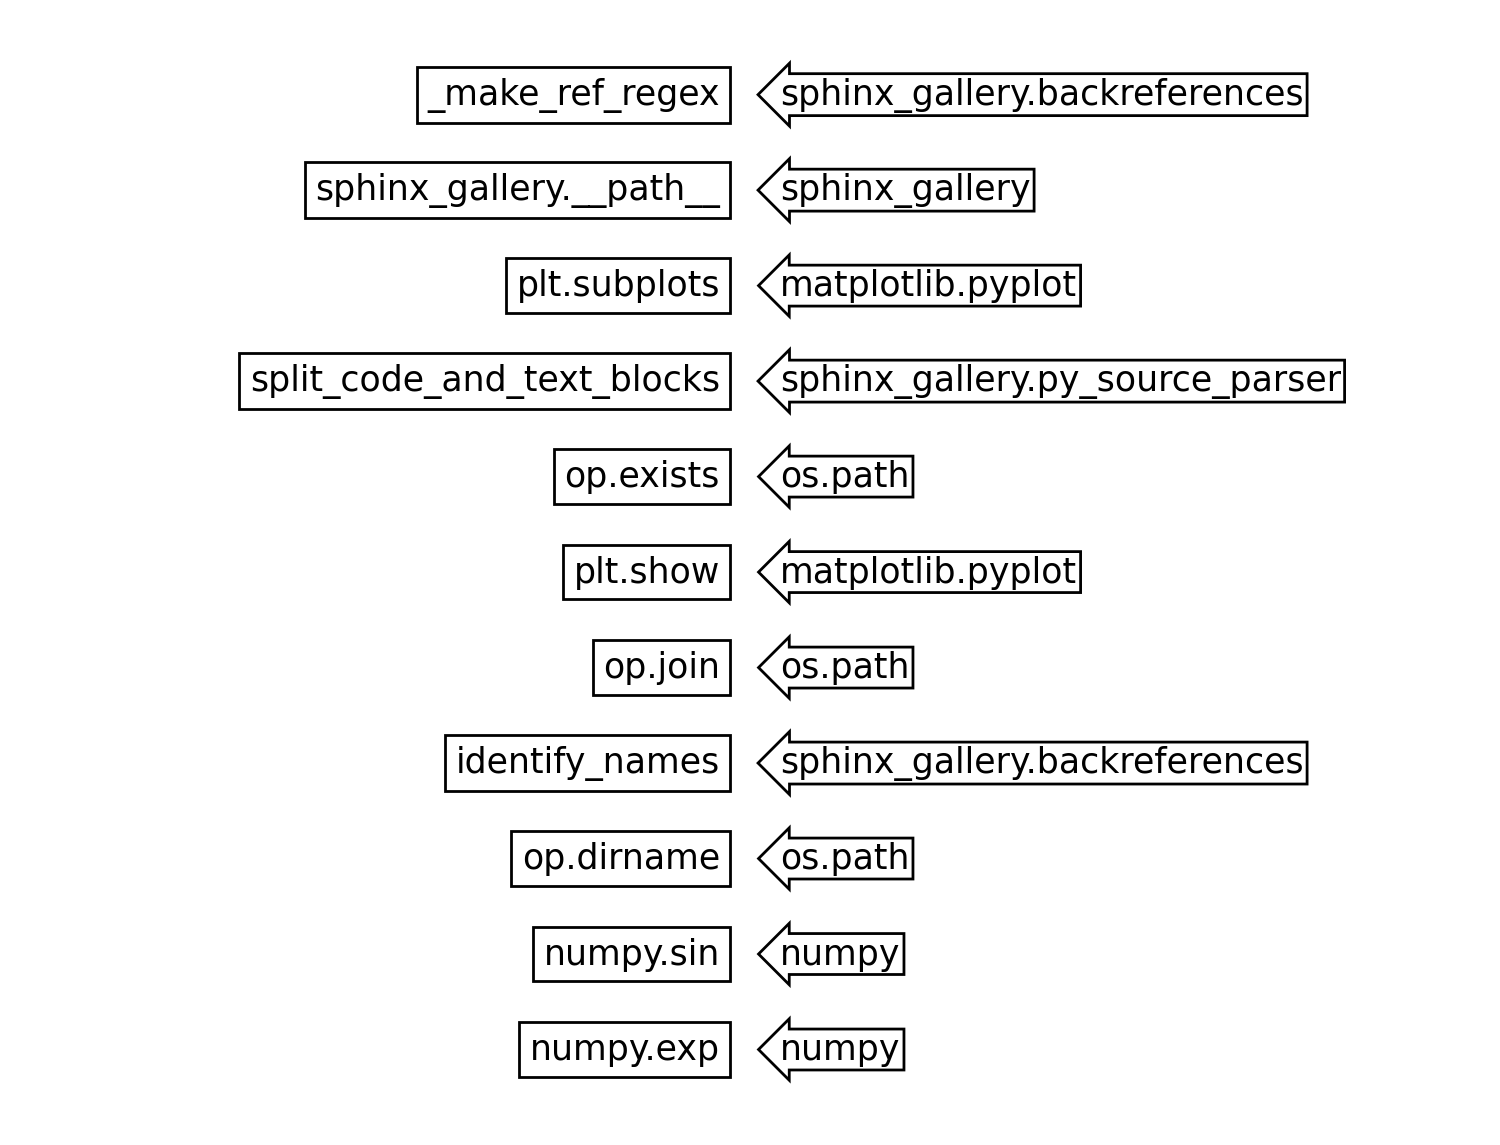 _make_ref_regex sphinx_gallery.backreferences
sphinx_gallery.__path__ sphinx_gallery
plt.subplots matplotlib.pyplot
split_code_and_text_blocks sphinx_gallery.py_source_parser
op.exists os.path
plt.show matplotlib.pyplot
op.join os.path
identify_names sphinx_gallery.backreferences
op.dirname os.path
numpy.sin numpy
numpy.exp numpy